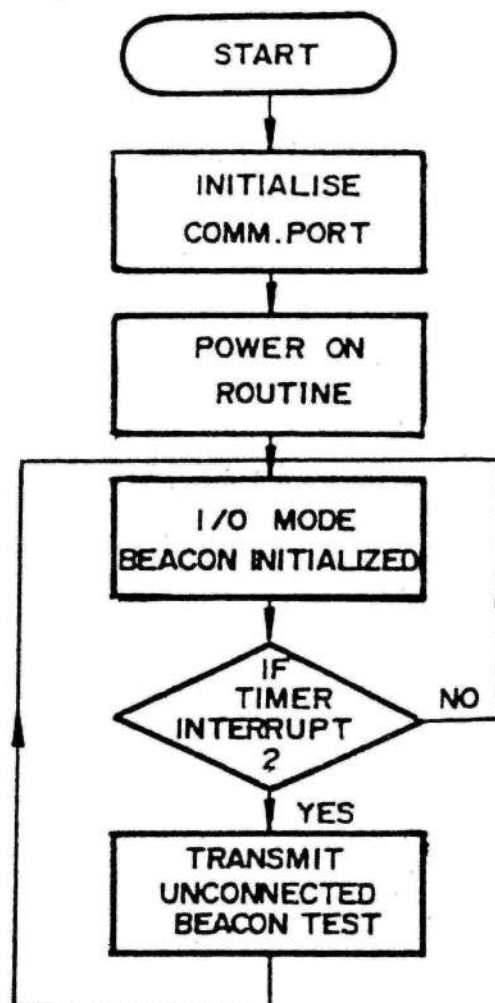 START
INITIALISE
COMM.PORT
POWER ON
ROUTINE
I/O MODE
BEACON INITIALIZED
IF
TIMER
INTERRUPT
?
NO
YES
TRANSMIT
UNCONNECTED
BEACON TEST